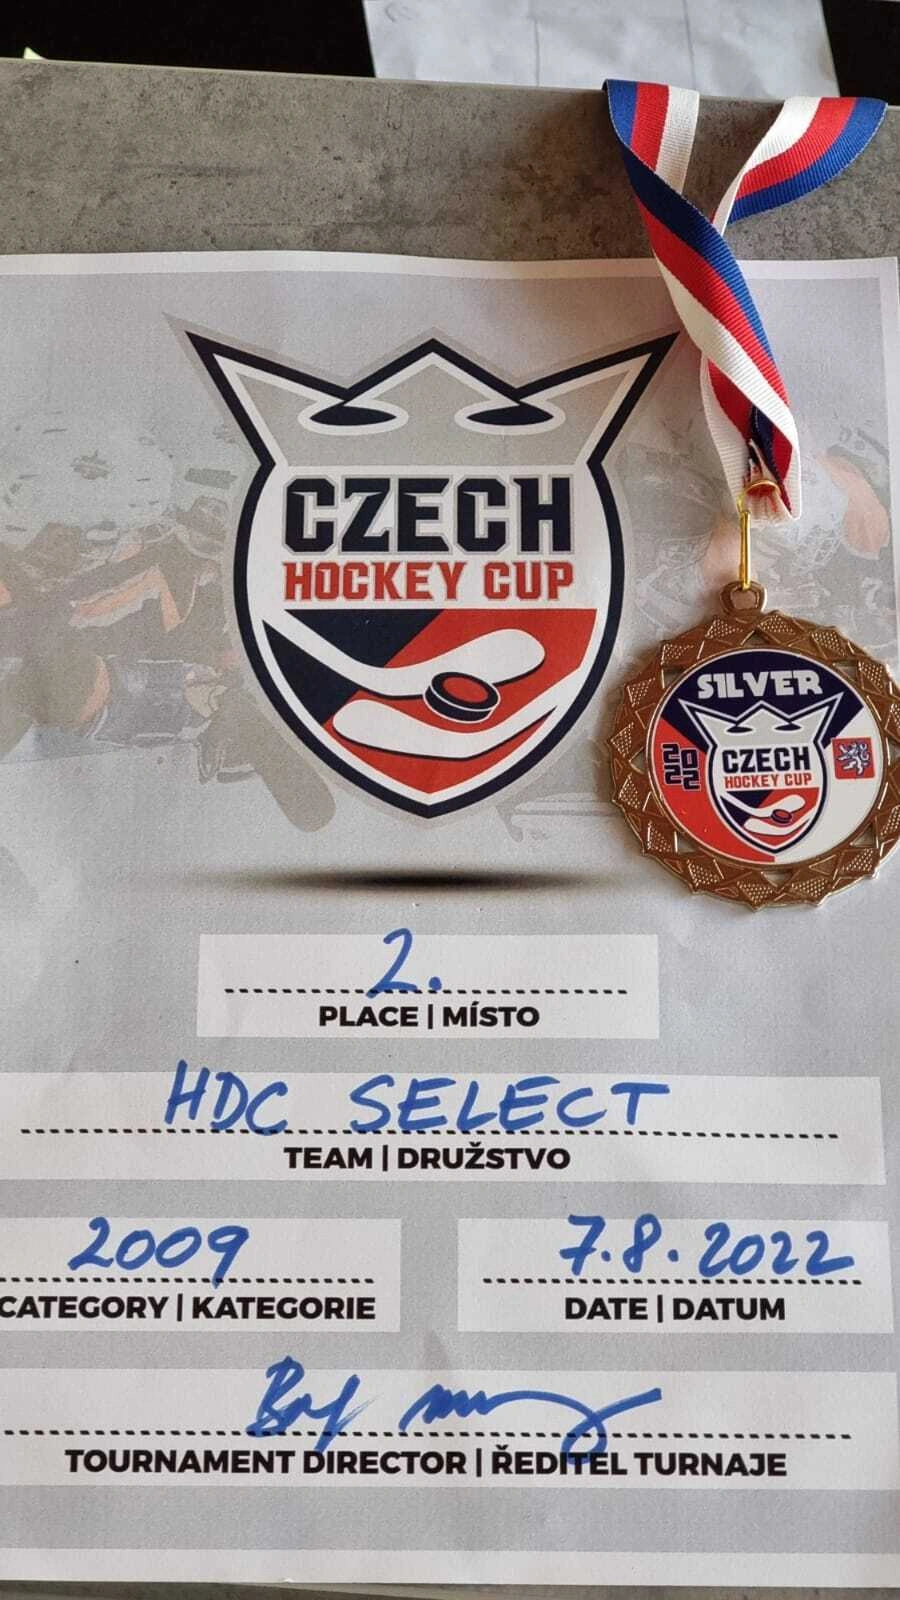 CZECH
HOCKEY CUP
SILVER
2022
CZECH
HOCKEY CUP
2.
PLACE | MÍSTO
HDC SELECT
TEAM | DRUŽSTVO
2009
CATEGORY | KATEGORIE
7.8.2022
DATE | DATUM
TOURNAMENT DIRECTOR | ŘEDITEL TURNAJE